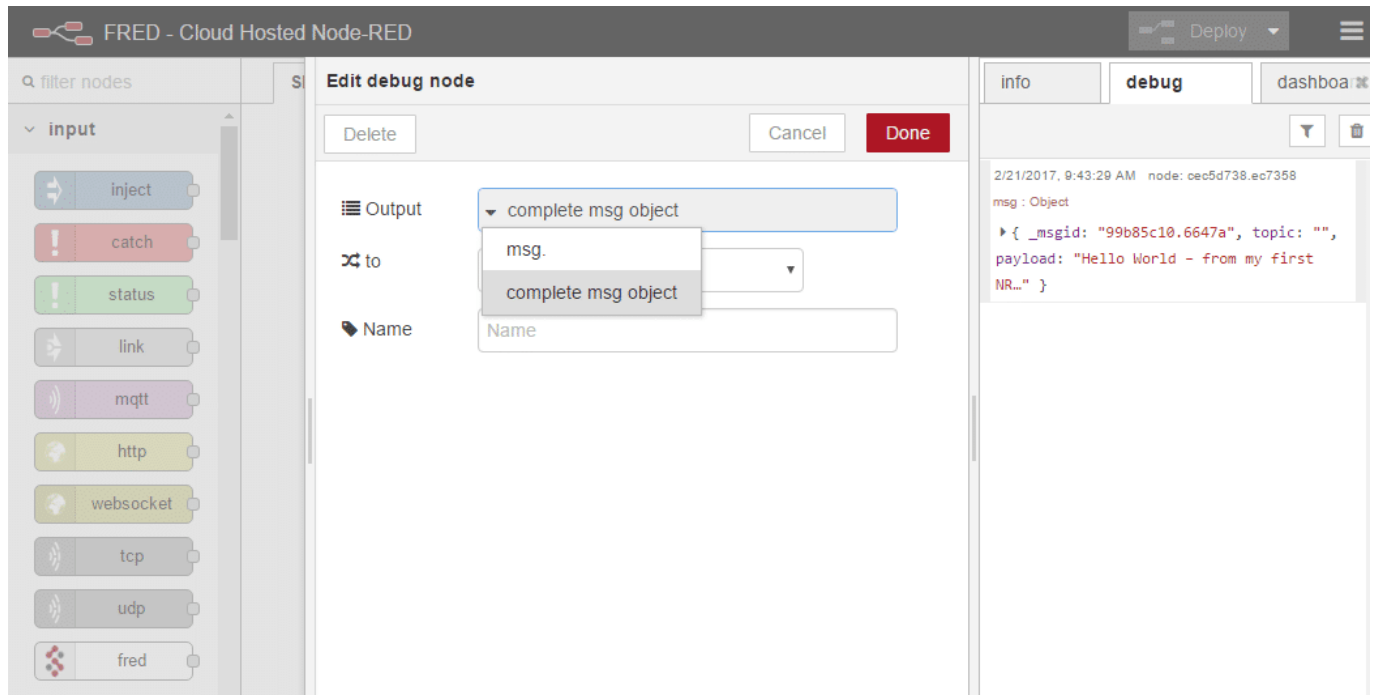 FRED - Cloud Hosted Node-RED
Deploy
filter nodes
input
inject
catch
status
link
mqtt
http
websocket
tcp
udp
fred
Edit debug node
Delete
Cancel
Done
Output
complete msg object
msg.
complete msg object
to
Name
Name
info
debug
2/21/2017, 9:43:29 AM node: cec5d738.ec7358
msg : Object
{ _msgid: "99b85c10.6647a", topic: "",
payload: "Hello World – from my first
NR…" }